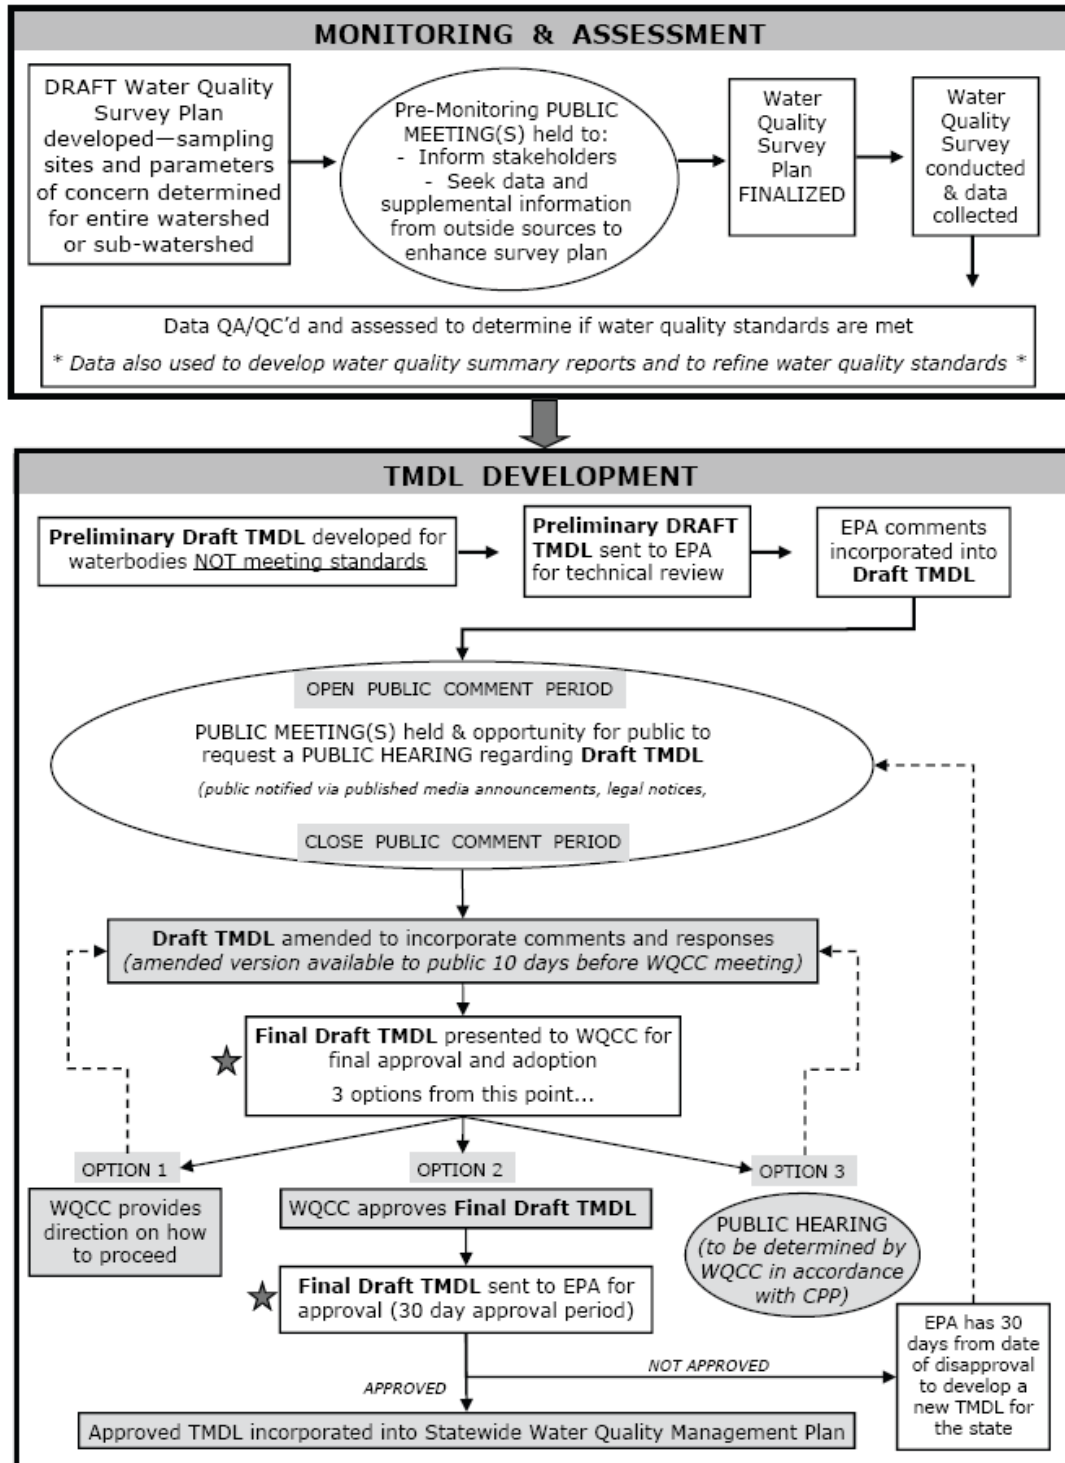 MONITORING & ASSESSMENT
DRAFT Water Quality
Survey Plan
developed—sampling
sites and parameters
of concern determined
for entire watershed
or sub-watershed
Pre-Monitoring PUBLIC
MEETING(S) held to:
- Inform stakeholders
- Seek data and
supplemental information
from outside sources to
enhance survey plan
Water
Quality
Survey
Plan
FINALIZED
Water
Quality
Survey
conducted
& data
collected
Data QA/QC'd and assessed to determine if water quality standards are met
* Data also used to develop water quality summary reports and to refine water quality standards *
TMDL DEVELOPMENT
Preliminary Draft TMDL developed for
waterbodies NOT meeting standards
Preliminary DRAFT
TMDL sent to EPA
for technical review
EPA comments
incorporated into
Draft TMDL
OPEN PUBLIC COMMENT PERIOD
PUBLIC MEETING(S) held & opportunity for public to
request a PUBLIC HEARING regarding Draft TMDL
(public notified via published media announcements, legal notices,
CLOSE PUBLIC COMMENT PERIOD
Draft TMDL amended to incorporate comments and responses
(amended version available to public 10 days before WQCC meeting)
Final Draft TMDL presented to WQCC for
final approval and adoption
3 options from this point...
OPTION 1
WQCC provides
direction on how
to proceed
OPTION 2
WQCC approves Final Draft TMDL
Final Draft TMDL sent to EPA for
approval (30 day approval period)
OPTION 3
PUBLIC HEARING
(to be determined by
WQCC in accordance
with CPP)
NOT APPROVED
APPROVED
EPA has 30
days from date
of disapproval
to develop a
new TMDL for
the state
Approved TMDL incorporated into Statewide Water Quality Management Plan